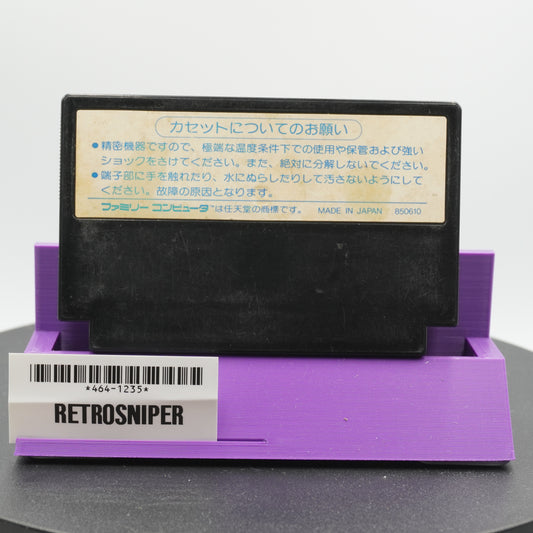 カセットについてのお願い
●精密機器ですので、極端な温度条件下での使用や保管および強い
ショックをさけてください。また、絶対に分解しないでください。
●端子部に手を触れたり、水にぬらしたりして汚さないようにして
ください。故障の原因となります。
ファミリー コンピュータ™は任天堂の商標です。 MADE IN JAPAN 850610
*464-1235*
RETROSNIPER